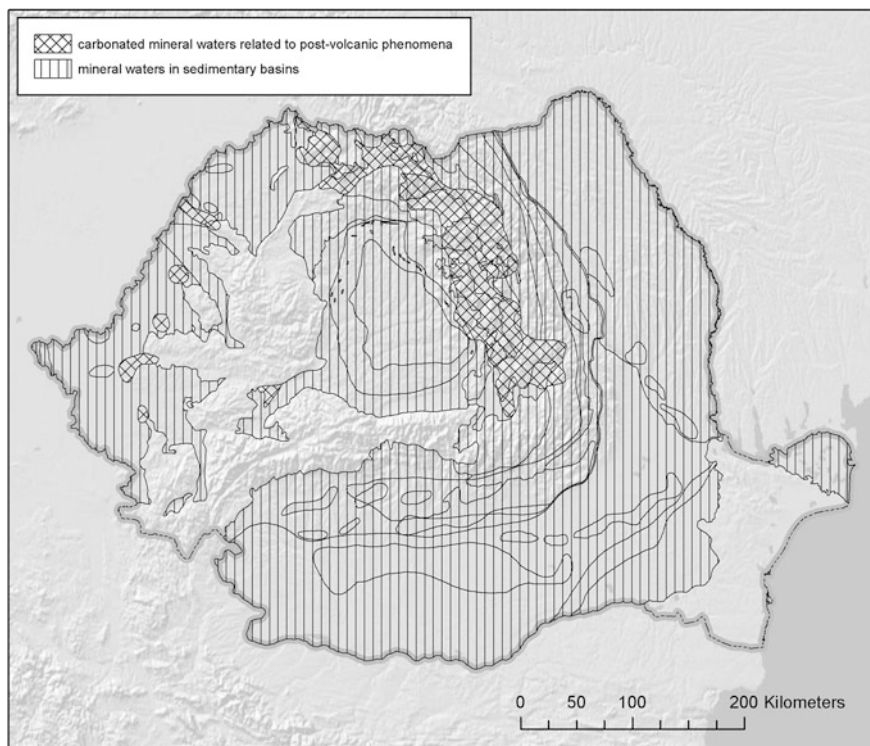 carbonated mineral waters related to post-volcanic phenomena
mineral waters in sedimentary basins
0 50 100 200 Kilometers